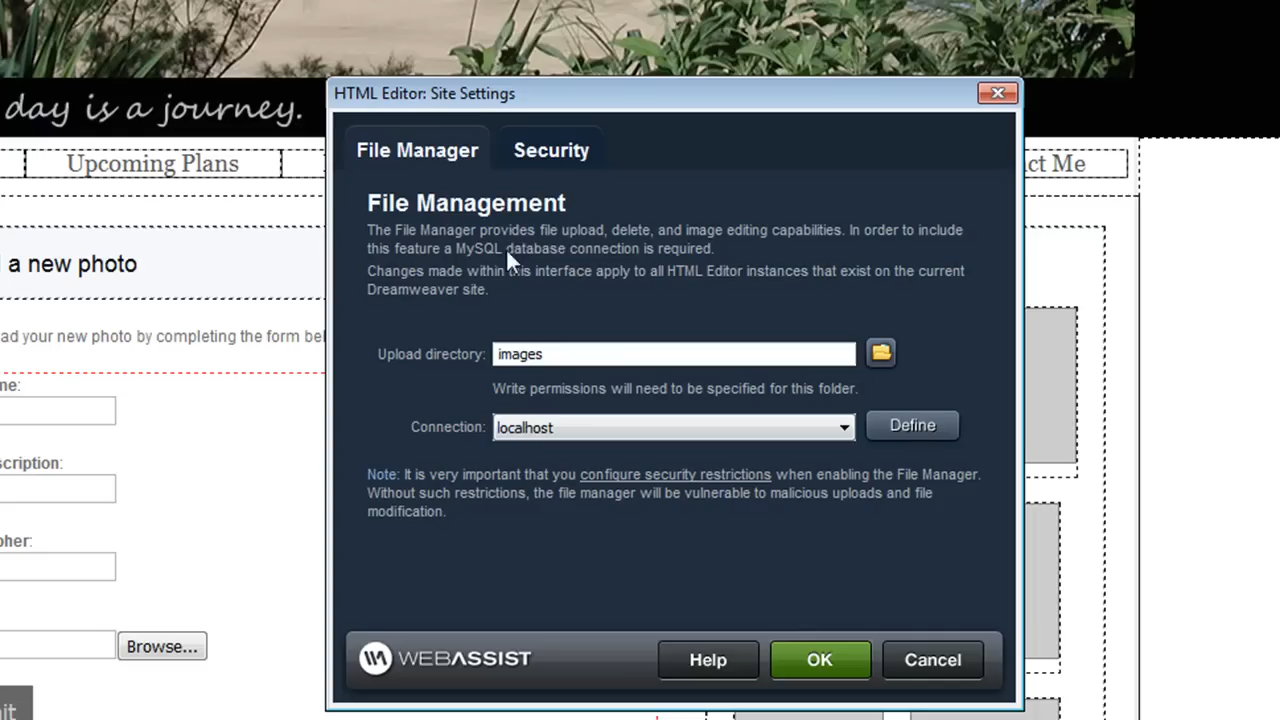 day is a journey.
HTML Editor: Site Settings
File Manager
Security
Upcoming Plans
Me
File Management
The File Manager provides file upload, delete, and image editing capabilities. In order to include
this feature a MySQL database connection is required.
a new photo
Changes made within this interface apply to all HTML Editor instances that exist on the current
Dreamweaver site.
your new photo by completing the form
Upload directory:
images
Write permissions will need to be specified for this folder.
Connection:
localhost
Define
Note: It is very important that you configure security restrictions when enabling the File Manager.
Without such restrictions, the file manager will be vulnerable to malicious uploads and file
modification.
Browse...
WEBASSIST
Help
OK
Cancel